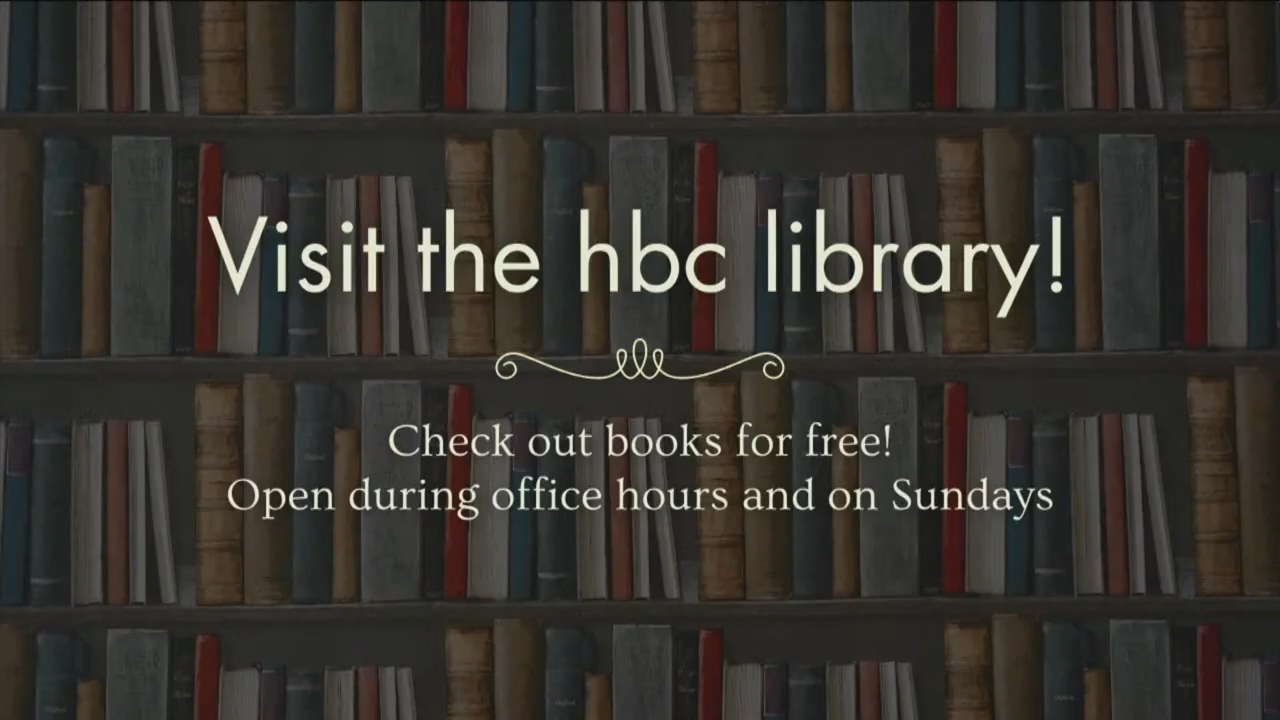 Visit the hbc library!
Check out books for free!
Open during office hours and on Sundays